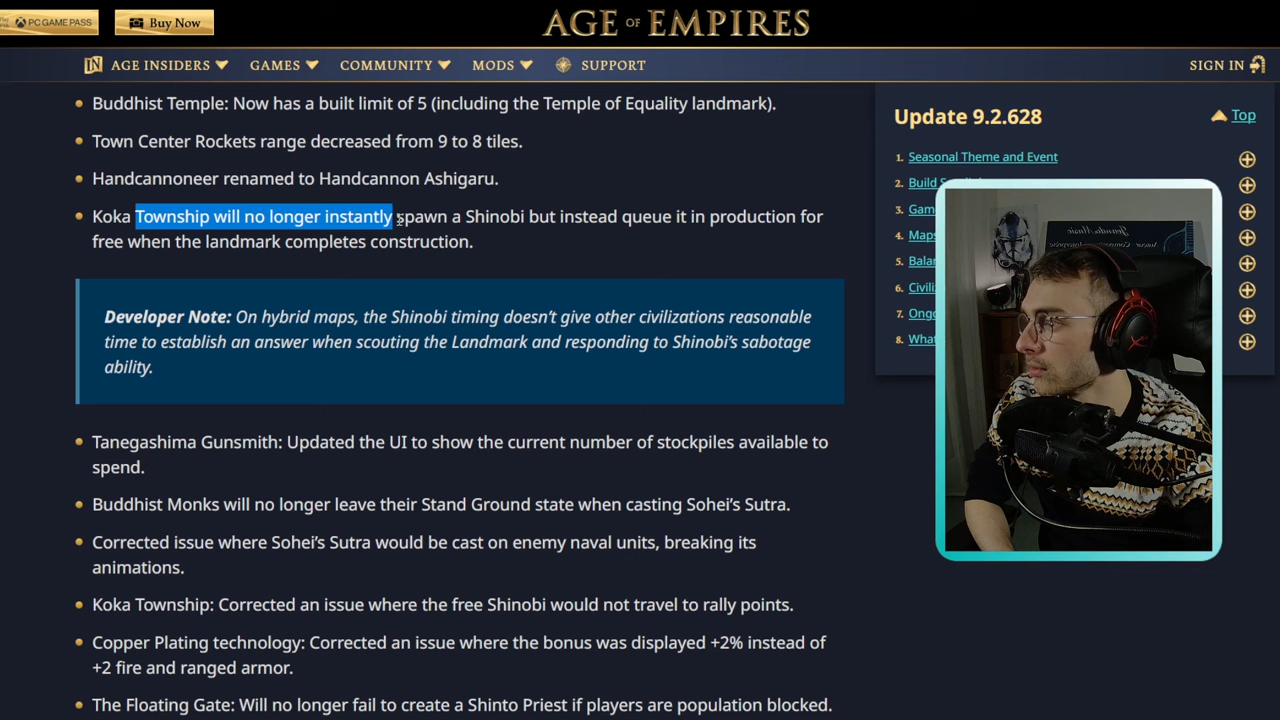 PC GAME PASS
Buy Now
AGE OF EMPIRES
AGE INSIDERS
GAMES
COMMUNITY
MODS
SUPPORT
SIGN IN
Buddhist Temple: Now has a built limit of 5 (including the Temple of Equality landmark).
Town Center Rockets range decreased from 9 to 8 tiles.
Handcannoneer renamed to Handcannon Ashigaru.
Koka Township will no longer instantly spawn a Shinobi but instead queue it in production for
free when the landmark completes construction.
Developer Note: On hybrid maps, the Shinobi timing doesn't give other civilizations reasonable
time to establish an answer when scouting the Landmark and responding to Shinobi's sabotage
ability.
Tanegashima Gunsmith: Updated the UI to show the current number of stockpiles available to
spend.
Buddhist Monks will no longer leave their Stand Ground state when casting Sohei's Sutra.
Corrected issue where Sohei's Sutra would be cast on enemy naval units, breaking its
animations.
Koka Township: Corrected an issue where the free Shinobi would not travel to rally points.
Copper Plating technology: Corrected an issue where the bonus was displayed +2% instead of
+2 fire and ranged armor.
The Floating Gate: Will no longer fail to create a Shinto Priest if players are population blocked.
Update 9.2.628
Top
1. Seasonal Theme and Event
2. Build
3. Gam
4. Maps
5. Balar
6. Civiliz
7. Ongo
8. What